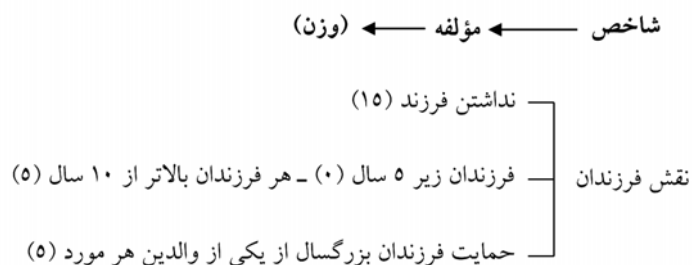 شاخص ← مؤلفه ← (وزن)
نداشتن فرزند (۱۵)
نقش فرزندان
فرزندان زیر ۵ سال (۰) ـ هر فرزندان بالاتر از ۱۰ سال (۵)
حمایت فرزندان بزرگسال از یکی از والدین هر مورد (۵)